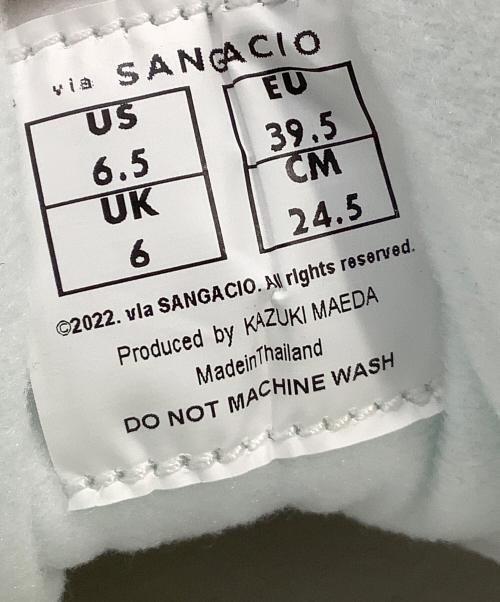 via SANGACIO
US
6.5
UK
6
EU
39.5
CM
24.5
©2022. via SANGACIO. All rights reserved.
Produced by KAZUKI MAEDA
MadeinThailand
DO NOT MACHINE WASH